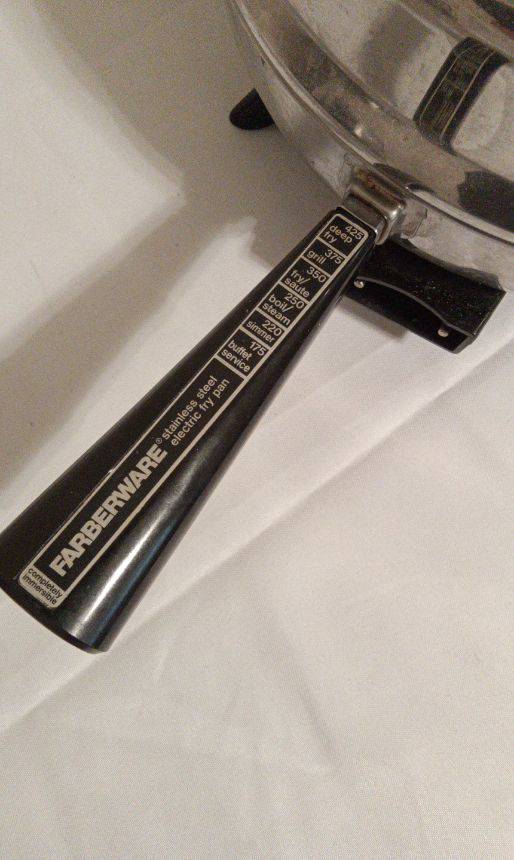 425
deep
fry
375
grill
350
fry/
saute
250
boil/
steam
220
simmer
175
buffet
service
FARBERWARE®
stainless steel
electric fry pan
completely
immersible